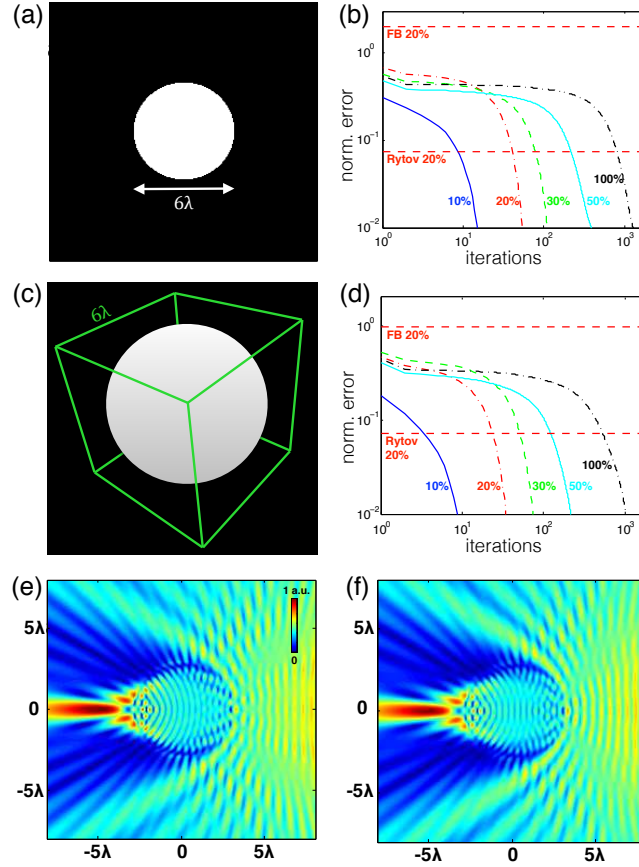 (a)
6λ
(b)
norm. error
10⁰
10⁻¹
10⁻²
FB 20%
Rytov 20%
10%
20%
30%
50%
100%
10⁰
10¹
10²
10³
iterations
(c)
6λ
(d)
norm. error
10⁰
10⁻¹
10⁻²
FB 20%
Rytov
20%
10%
20%
30%
50%
100%
10⁰
10¹
10²
10³
iterations
(e)
1 a.u.
0
5λ
0
-5λ
-5λ
0
5λ
(f)
5λ
0
-5λ
-5λ
0
5λ